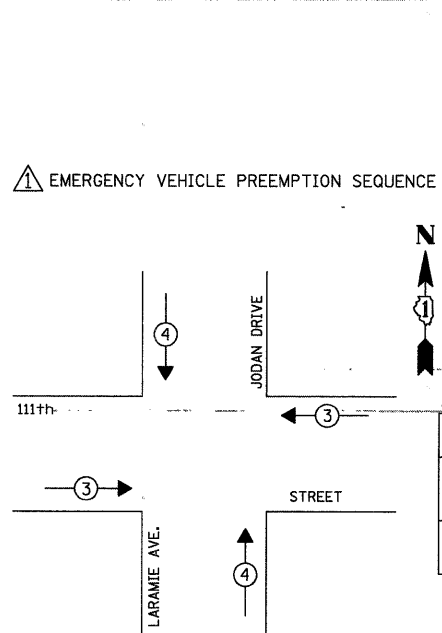 1 EMERGENCY VEHICLE PREEMPTION SEQUENCE
N
1
JODAN DRIVE
4
111th
3
3
STREET
LARAMIE AVE.
4